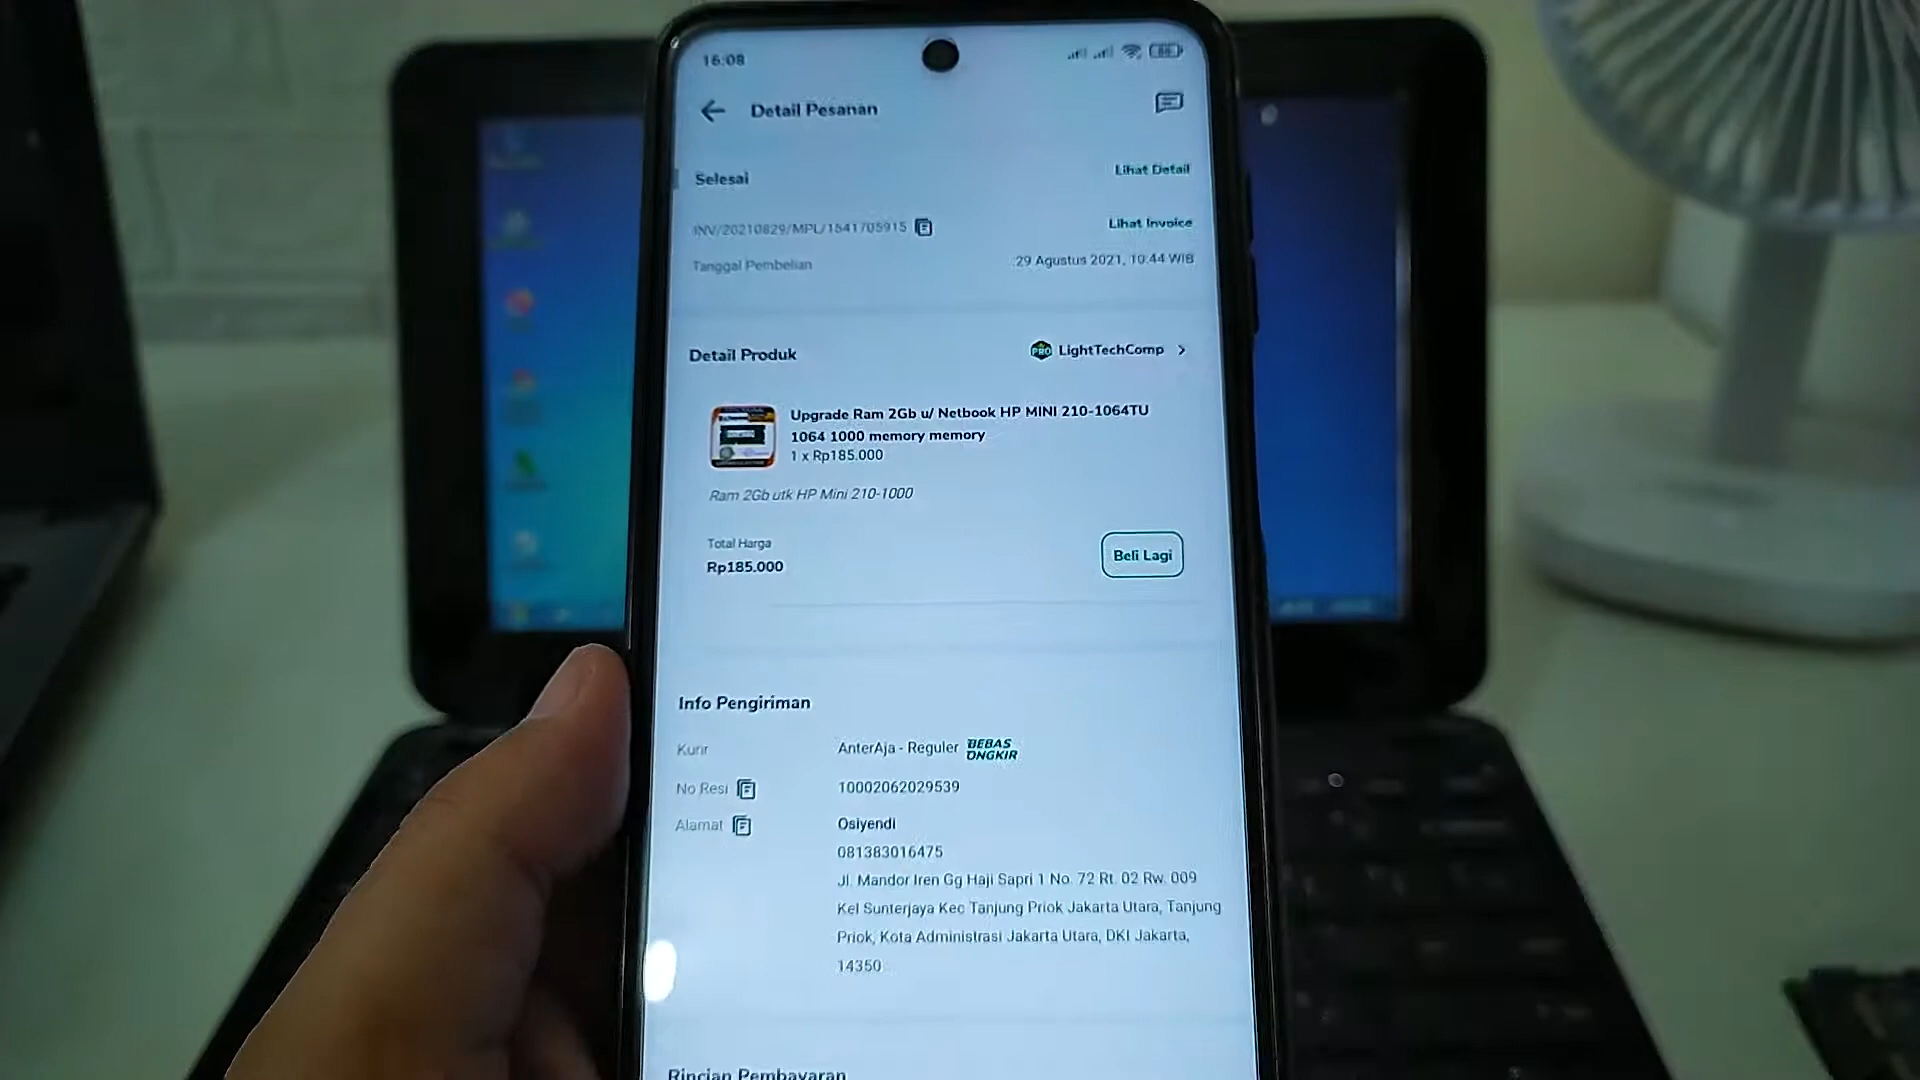 16:08
86
Detail Pesanan
Selesai
Lihat Detail
INV/20210829/MPL/1541705915
Lihat Invoice
Tanggal Pembelian
29 Agustus 2021, 10:44 WIB
Detail Produk
PRO LightTechComp
Upgrade Ram 2Gb u/ Netbook HP MINI 210-1064TU
1064 1000 memory memory
1 x Rp185.000
Ram 2Gb utk HP Mini 210-1000
Total Harga
Rp185.000
Beli Lagi
Info Pengiriman
Kurir
AnterAja - Reguler BEBAS ONGKIR
No Resi
10002062029539
Alamat
Osiyendi
081383016475
Jl. Mandor Iren Gg Haji Sapri 1 No. 72 Rt. 02 Rw. 009
Kel Sunterjaya Kec Tanjung Priok Jakarta Utara, Tanjung
Priok, Kota Administrasi Jakarta Utara, DKI Jakarta,
14350
Rincian Pembayaran